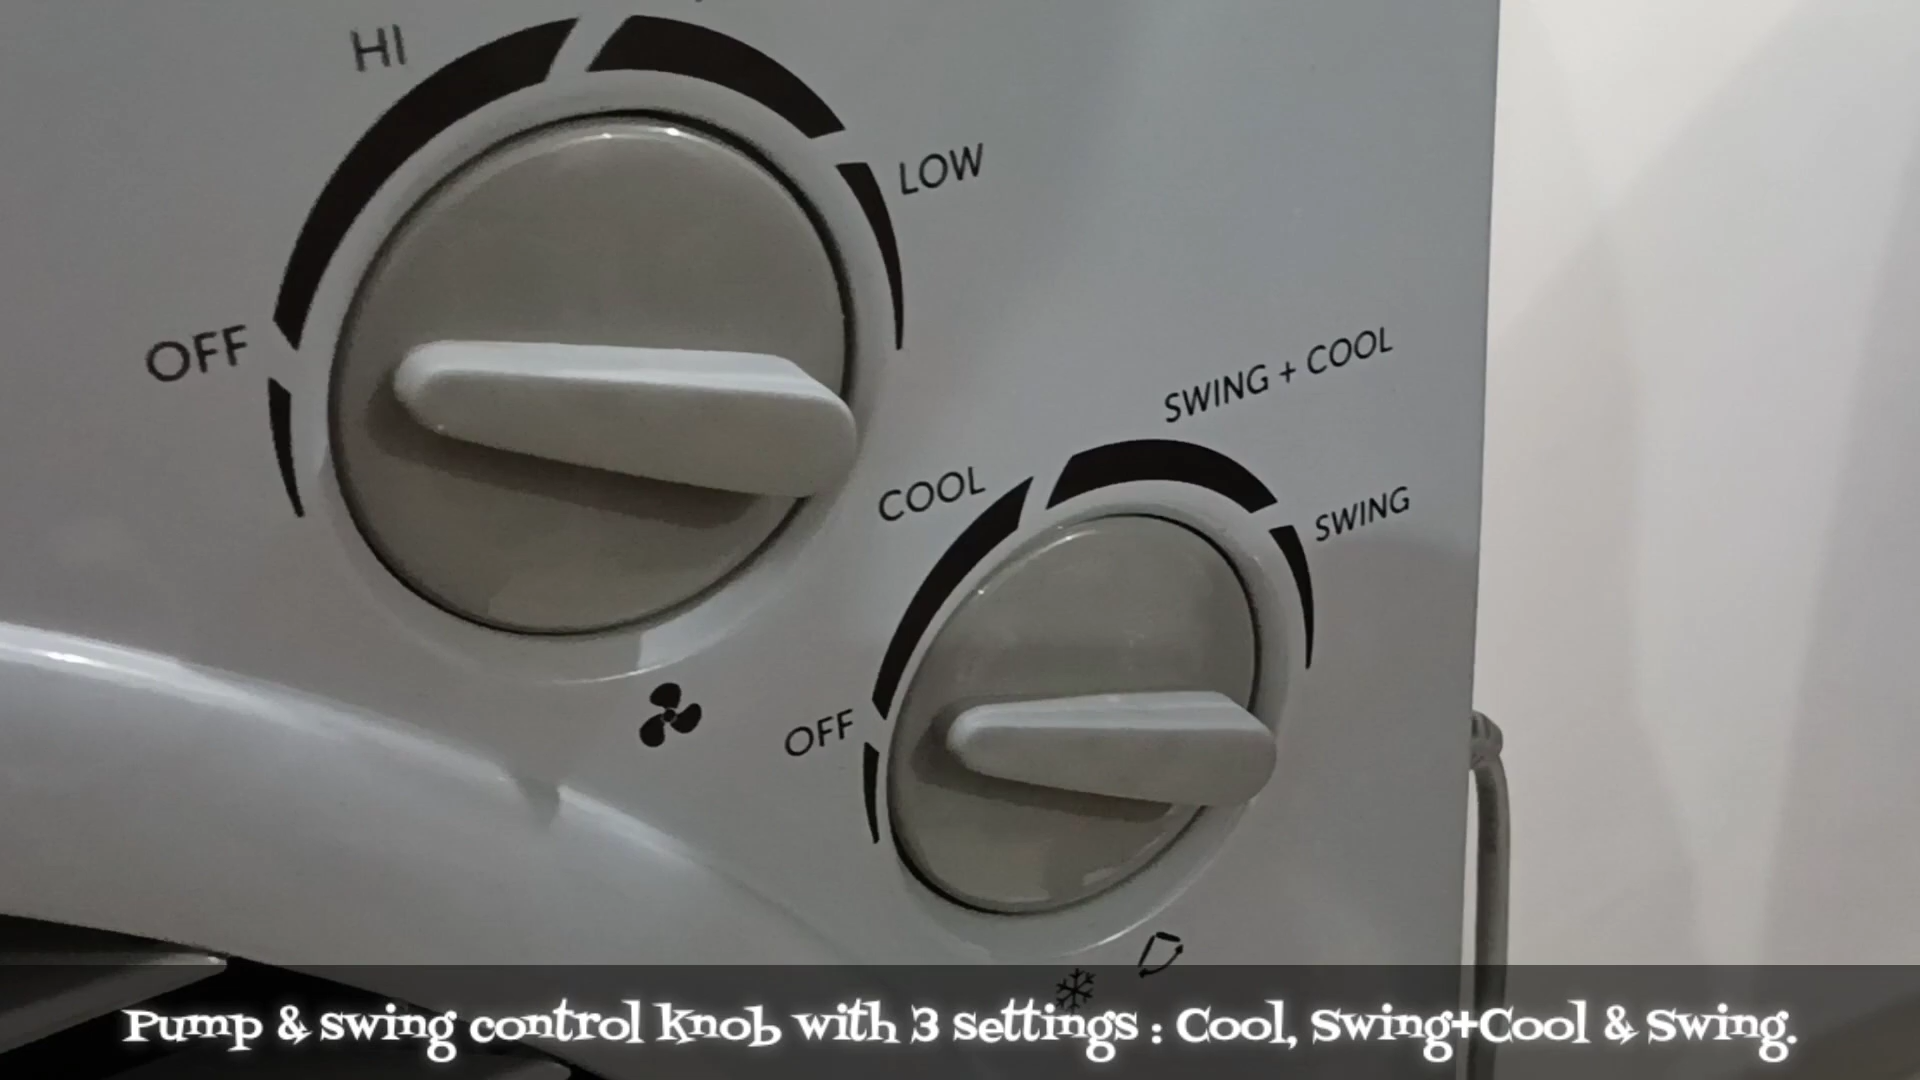 HI
LOW
OFF
SWING + COOL
COOL
SWING
OFF
Pump & swing control knob with 3 settings : Cool, Swing+Cool & Swing.